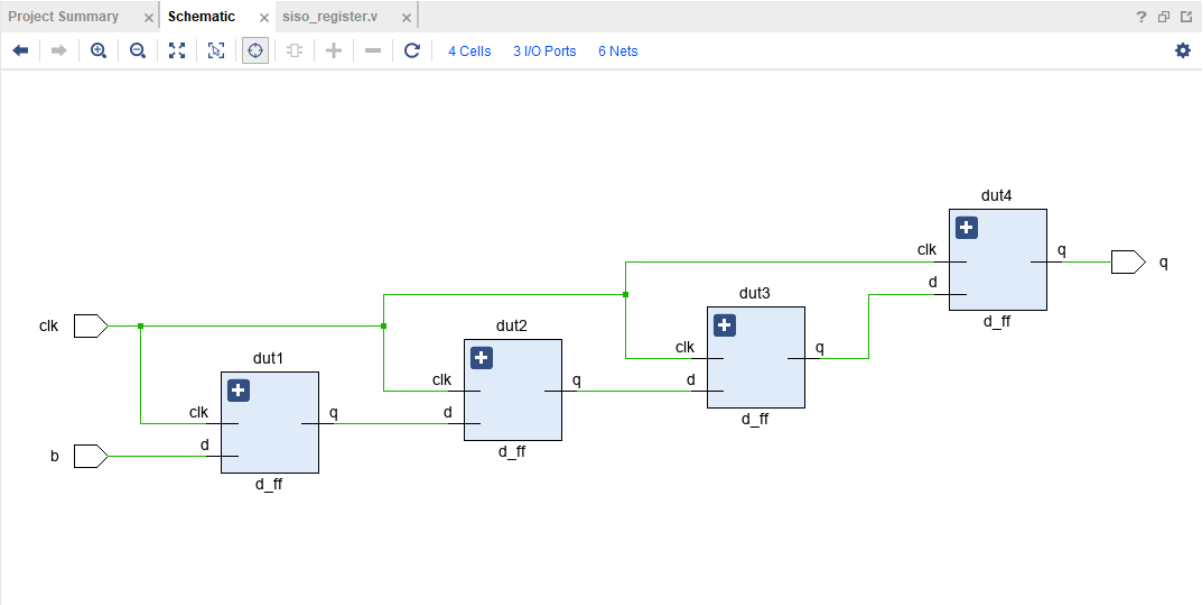 Project Summary × Schematic × siso_register.v × ?
4 Cells 3 I/O Ports 6 Nets
dut4
clk q
q
d
dut3
d_ff
clk
dut2
clk q
dut1
d
clk q
d_ff
clk q
d
b
d
d_ff
d_ff